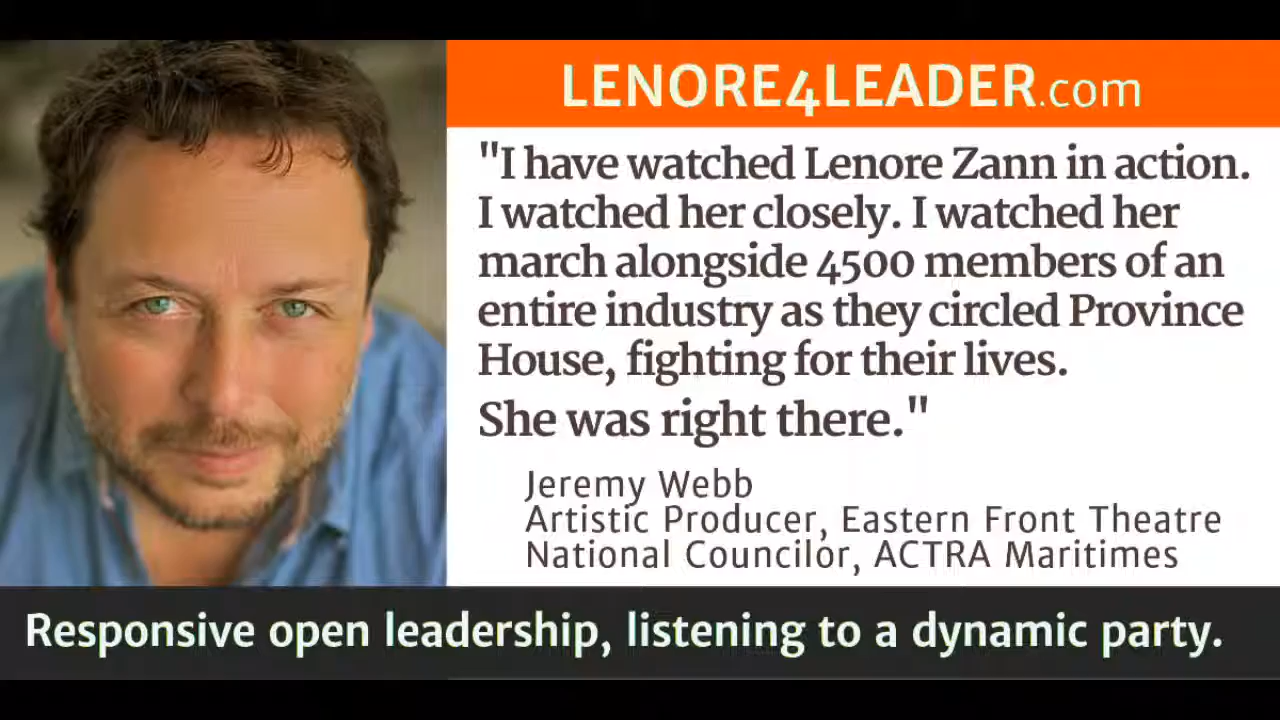 LENORE4LEADER.com
"I have watched Lenore Zann in action.
I watched her closely. I watched her
march alongside 4500 members of an
entire industry as they circled Province
House, fighting for their lives.
She was right there."
Jeremy Webb
Artistic Producer, Eastern Front Theatre
National Councilor, ACTRA Maritimes
Responsive open leadership, listening to a dynamic party.